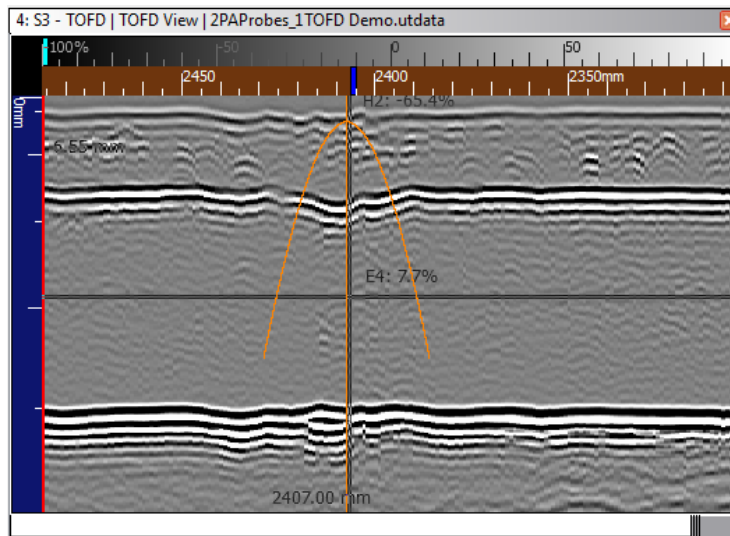 4: S3 - TOFD | TOFD View | 2PAProbes_1TOFD Demo.utdata
-100% -50 0 50
2450 2400 2350mm
0mm
H2: -65.4%
6.55 mm
E4: 7.7%
2407.00 mm